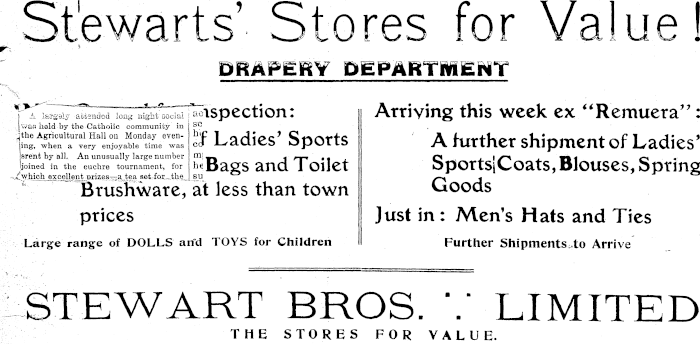 Stewarts' Stores for Value!
DRAPERY DEPARTMENT
A largely attended long night social
was held by the Catholic community in
the Agricultural Hall on Monday even-
ing, when a very enjoyable time was
srent by all. An unusually large number
joined in the euchre tournament, for
which excellent prizes—a tea set for the
nspection:
f Ladies' Sports
Bags and Toilet
Brushware, at less than town
prices
Large range of DOLLS and TOYS for Children
Arriving this week ex "Remuera":
A further shipment of Ladies'
Sports Coats, Blouses, Spring
Goods
Just in: Men's Hats and Ties
Further Shipments to Arrive
STEWART BROS. LIMITED
THE STORES FOR VALUE.